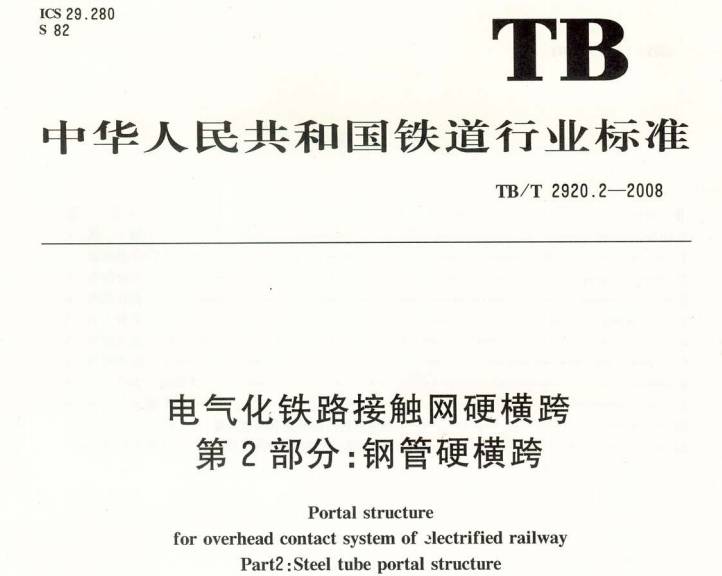 ICS 29.280
S 82
TB
中华人民共和国铁道行业标准
TB/T 2920.2—2008
电气化铁路接触网硬横跨
第2部分:钢管硬横跨
Portal structure
for overhead contact system of electrified railway
Part2:Steel tube portal structure